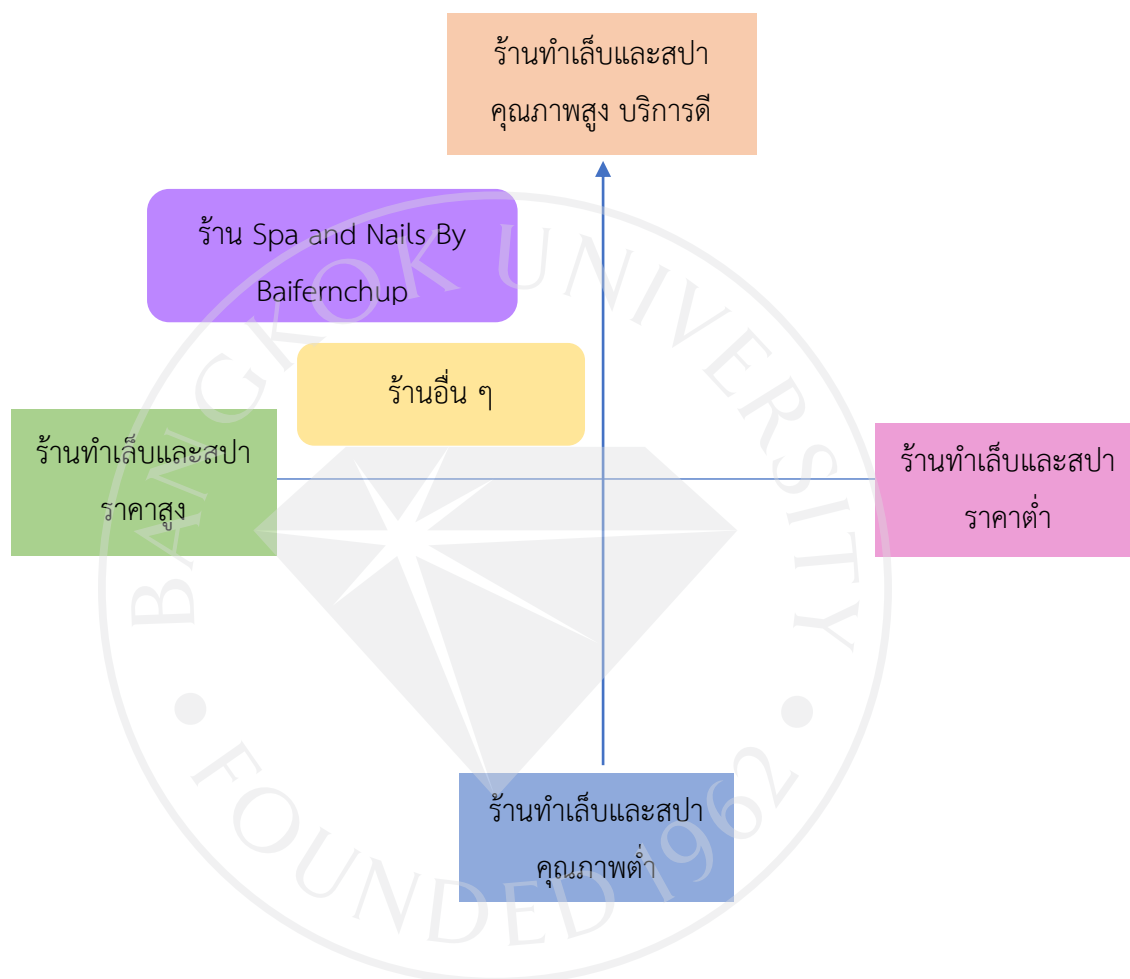 ร้านทำเล็บและสปา
คุณภาพสูง บริการดี
ร้าน Spa and Nails By
Baifernchup
ร้านอื่น ๆ
ร้านทำเล็บและสปา
ราคาสูง
ร้านทำเล็บและสปา
ราคาต่ำ
ร้านทำเล็บและสปา
คุณภาพต่ำ
BANGKOK UNIVERSITY
FOUNDED 1962